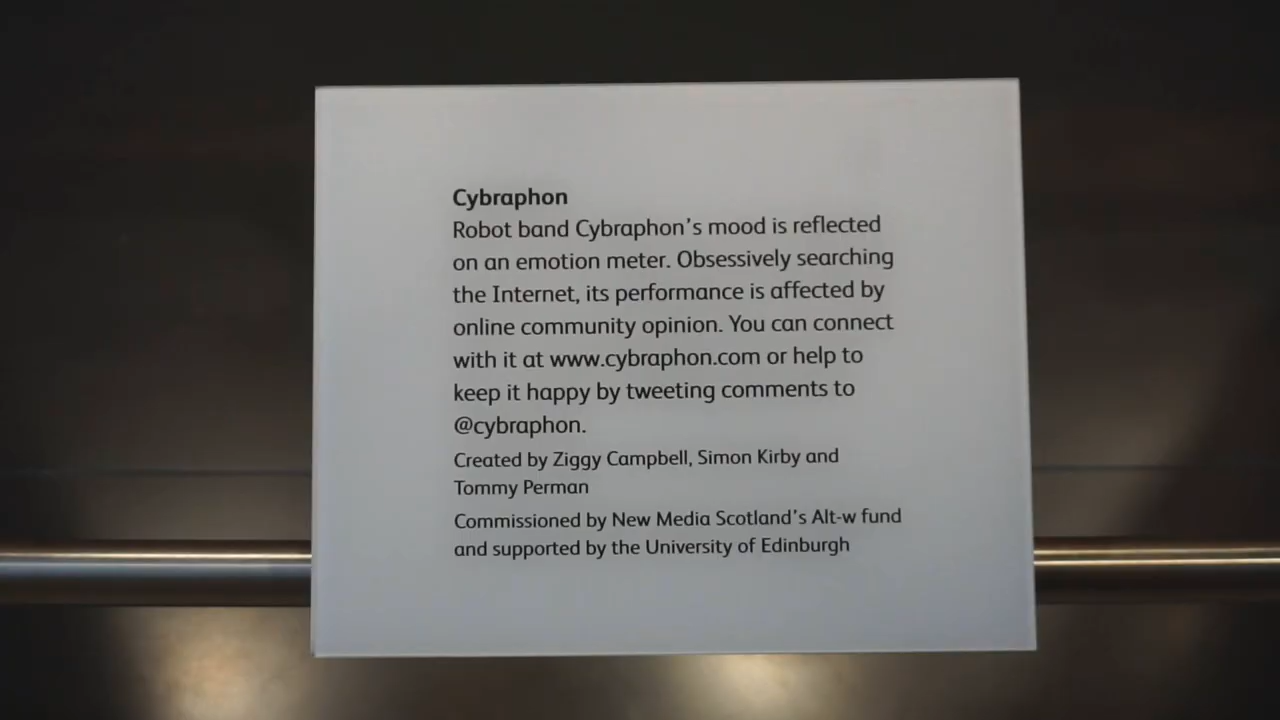 Cybraphon
Robot band Cybraphon's mood is reflected
on an emotion meter. Obsessively searching
the Internet, its performance is affected by
online community opinion. You can connect
with it at www.cybraphon.com or help to
keep it happy by tweeting comments to
@cybraphon.
Created by Ziggy Campbell, Simon Kirby and
Tommy Perman
Commissioned by New Media Scotland's Alt-w fund
and supported by the University of Edinburgh